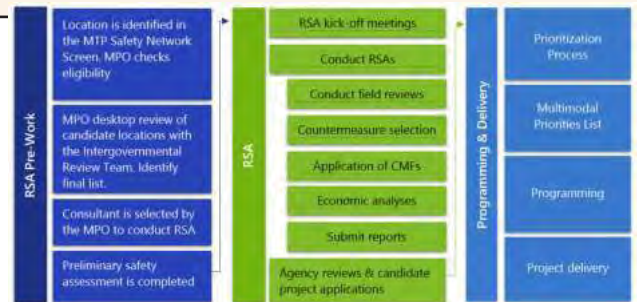 RSA Pre-Work
Location is identified in
the MTP Safety Network
Screen. MPO checks
eligibility
MPO desktop review of
candidate locations with
the Intergovernmental
Review Team. Identify
final list.
Consultant is selected by
the MPO to conduct RSA
Preliminary safety
assessment is completed
RSA
RSA kick-off meetings
Conduct RSAs
Conduct field reviews
Countermeasure selection
Application of CMFs
Economic analyses
Submit reports
Agency reviews & candidate
project applications
Programming & Delivery
Prioritization
Process
Multimodal
Priorities List
Programming
Project delivery